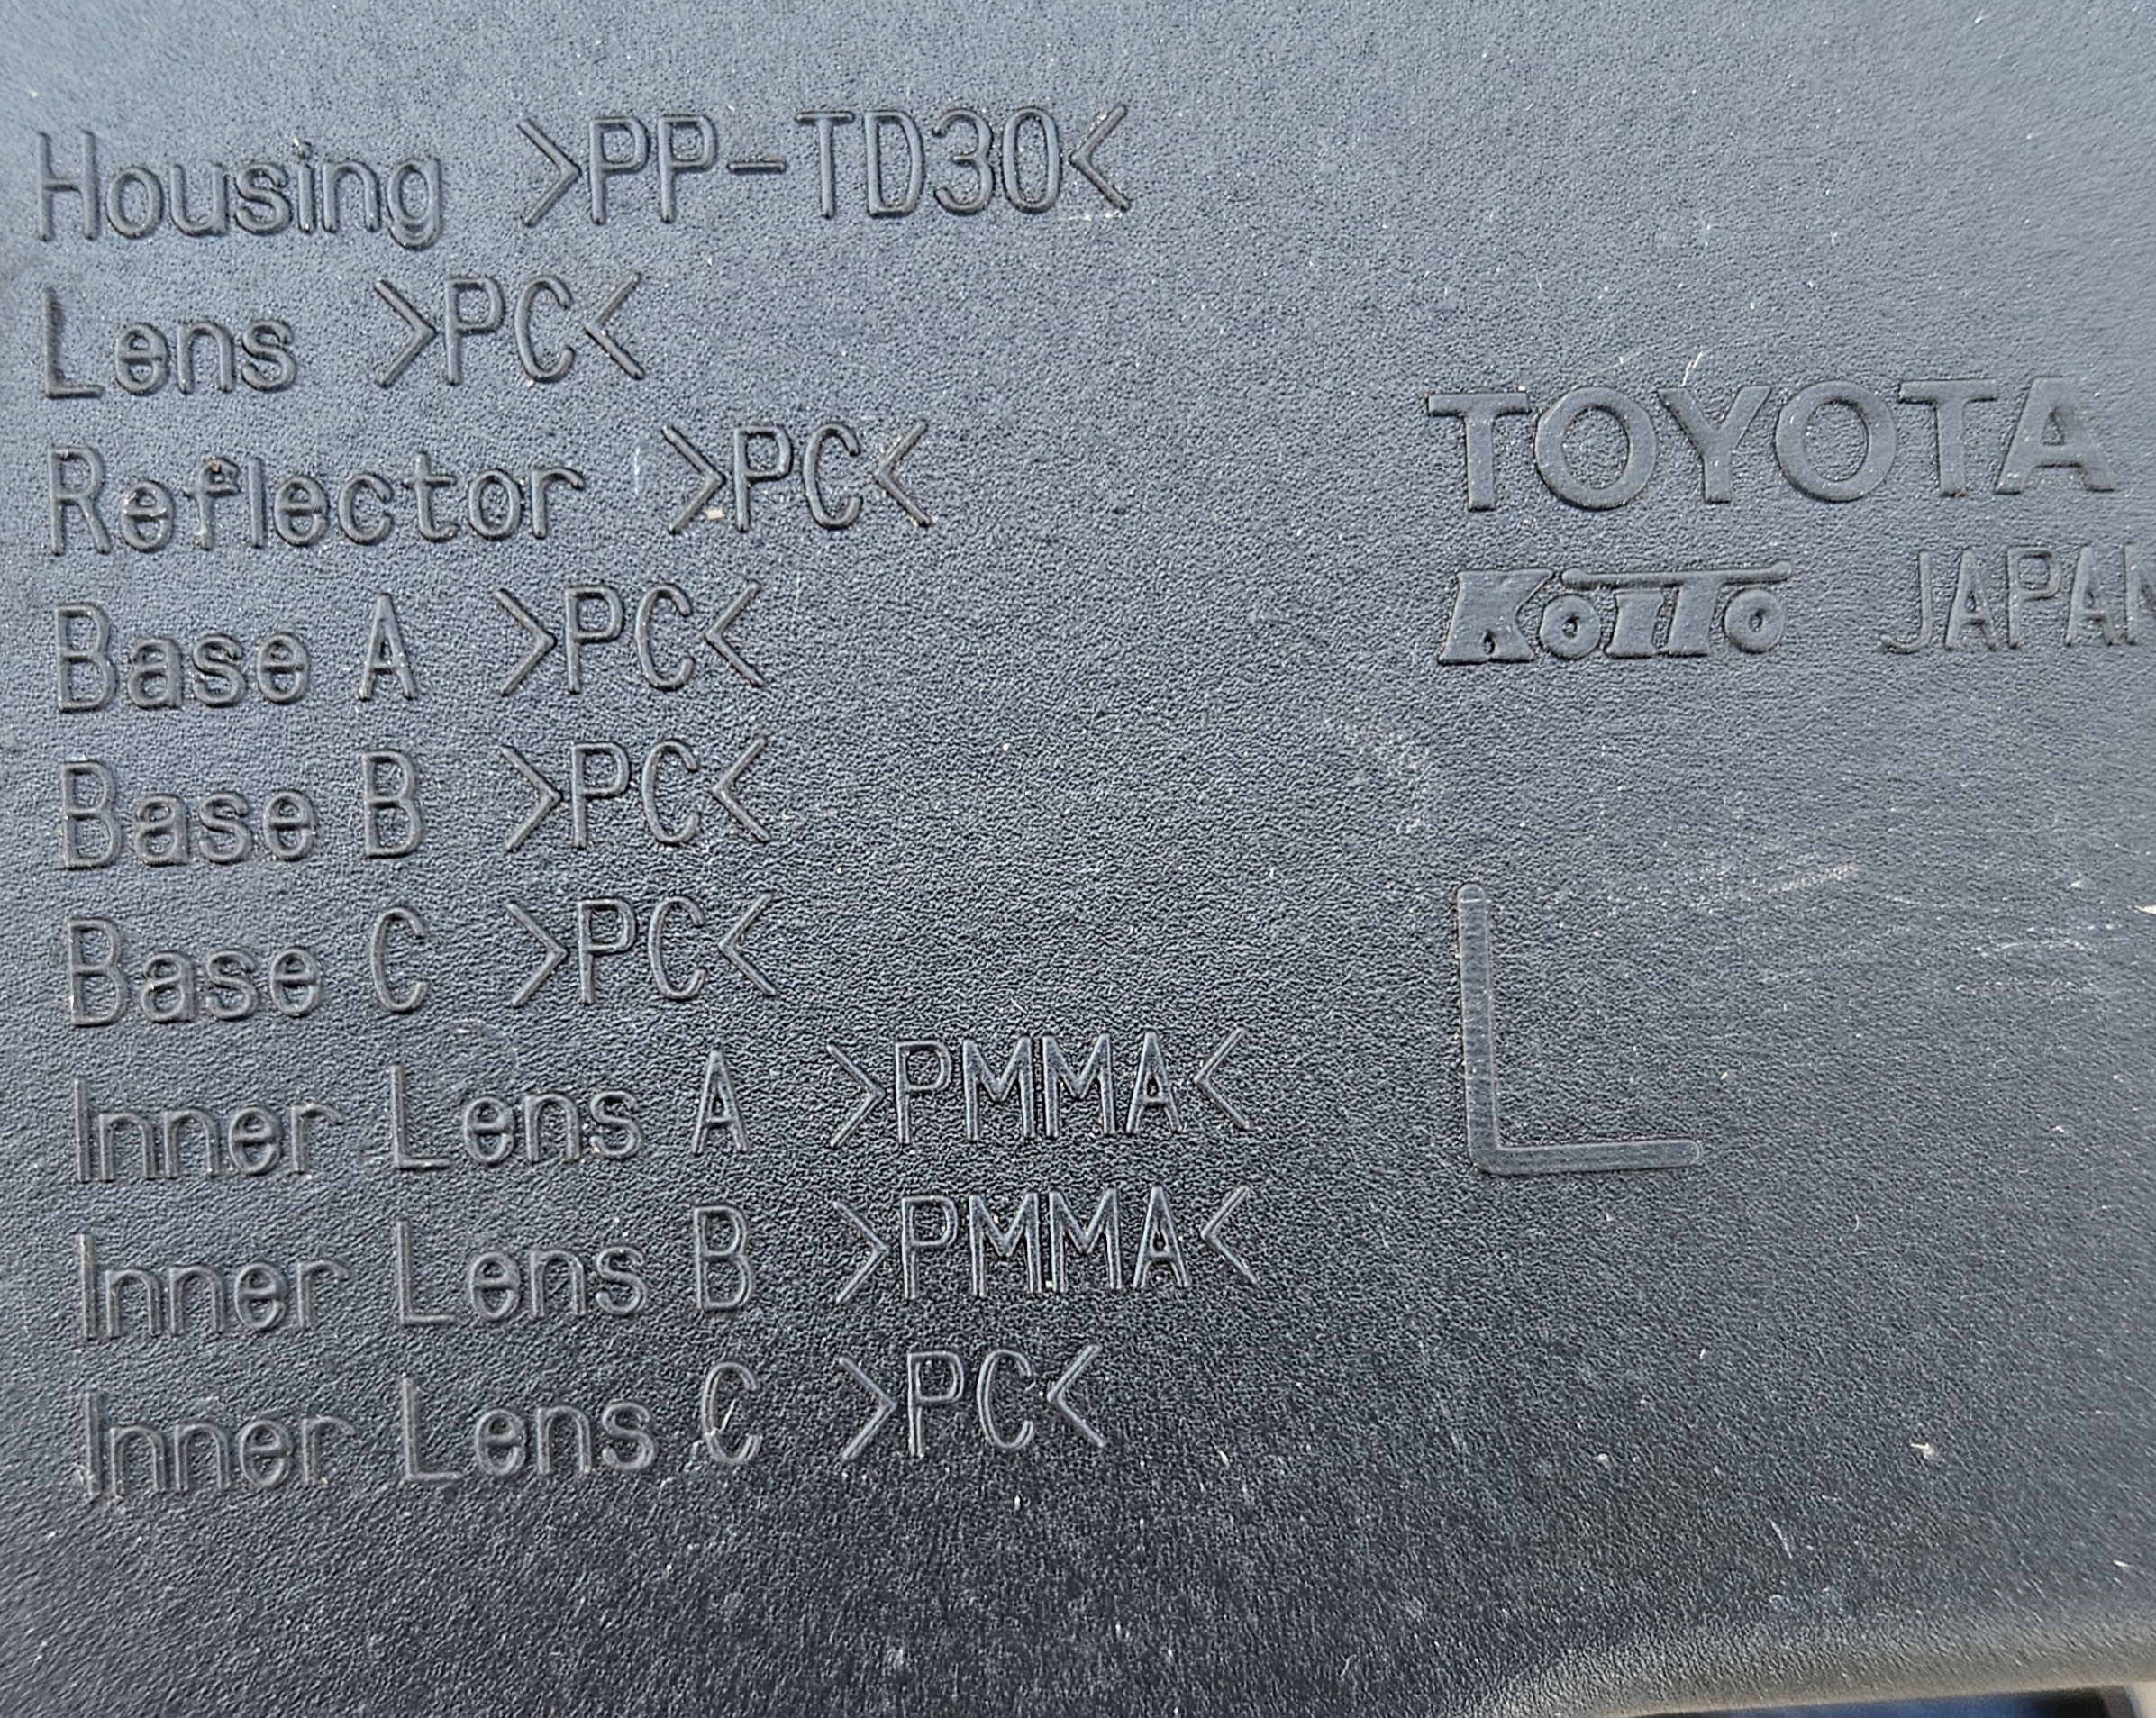 Housing >PP-TD30<
Lens >PC<
Reflector >PC<
Base A >PC<
Base B >PC<
Base C >PC<
Inner Lens A >PMMA<
Inner Lens B >PMMA<
Inner Lens C >PC<
TOYOTA
KOITO JAPAN
L